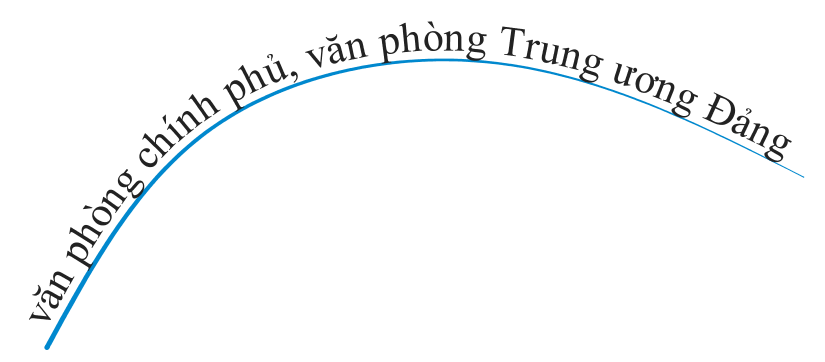 văn phòng chính phủ, văn phòng Trung ương Đảng